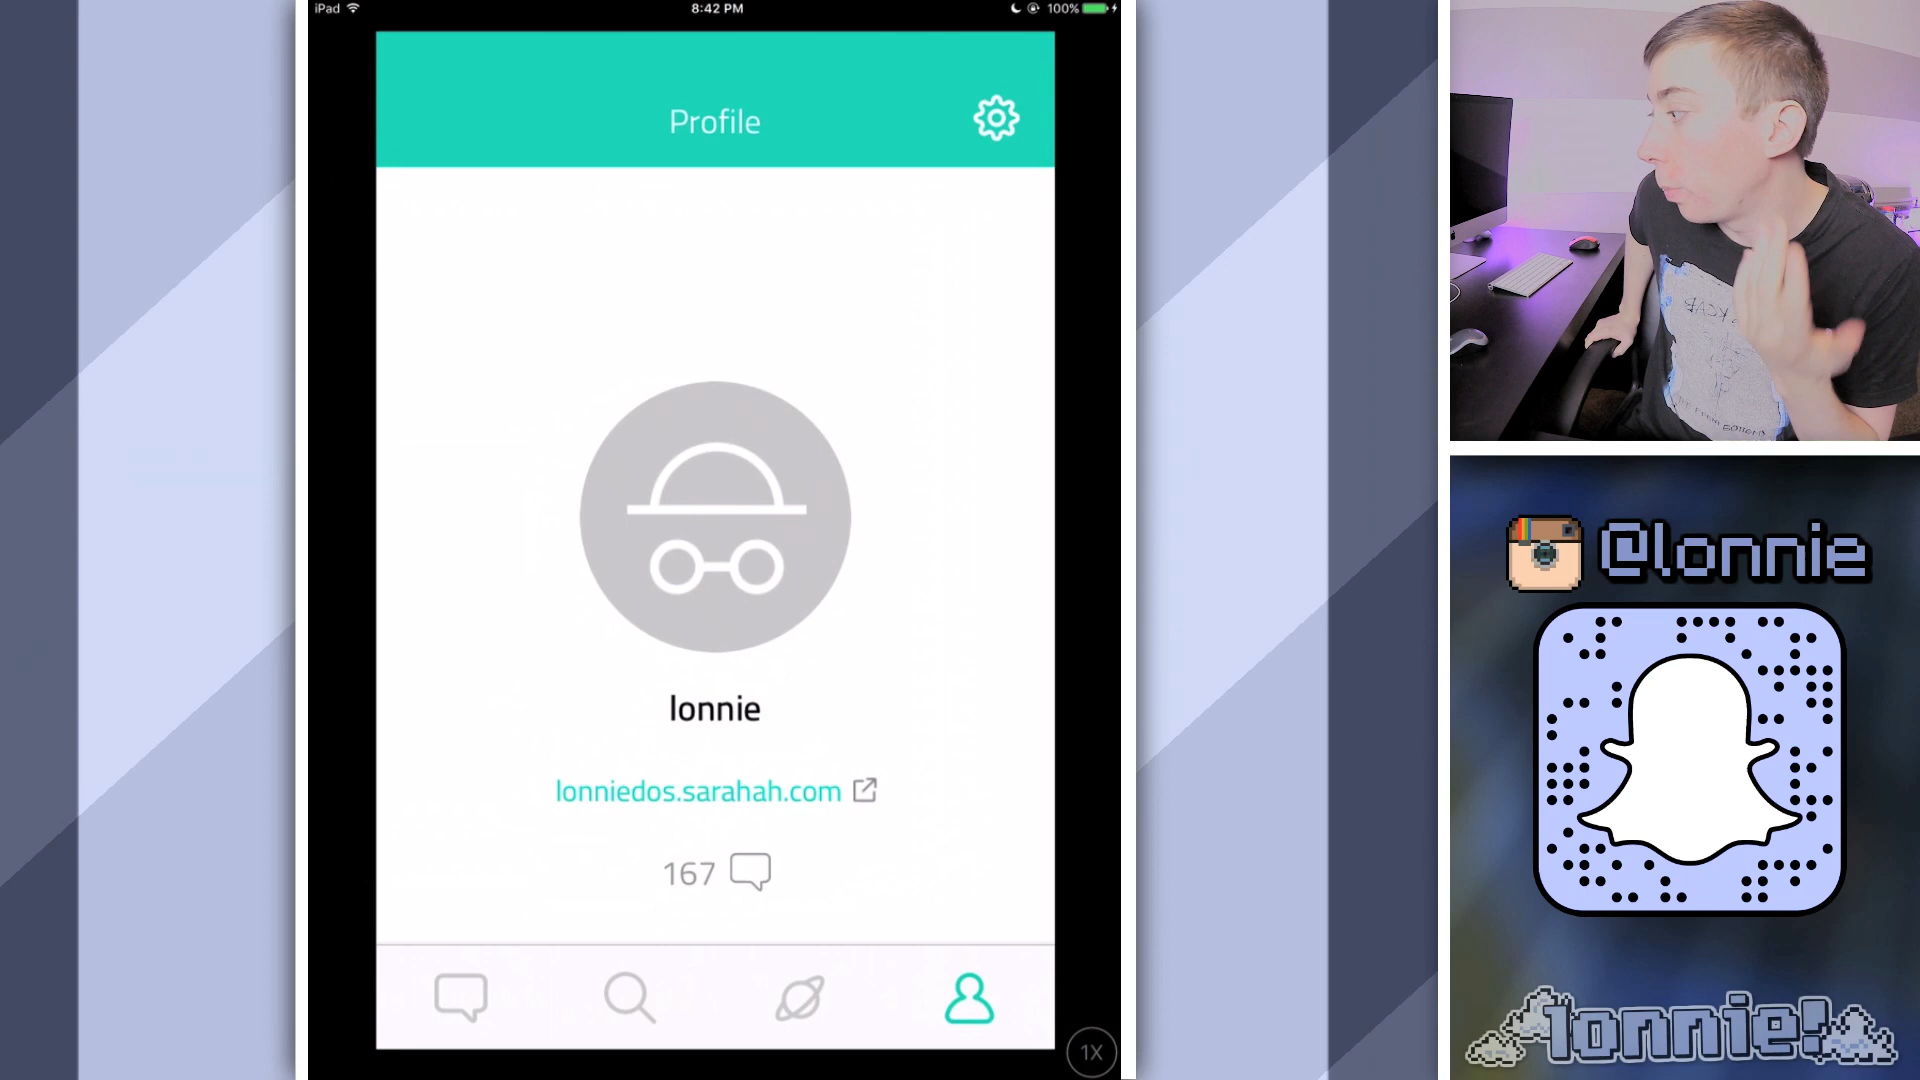 iPad
8:42 PM
100%
Profile
lonnie
lonniedos.sarahah.com
167
1X
@lonnie
lonnie!